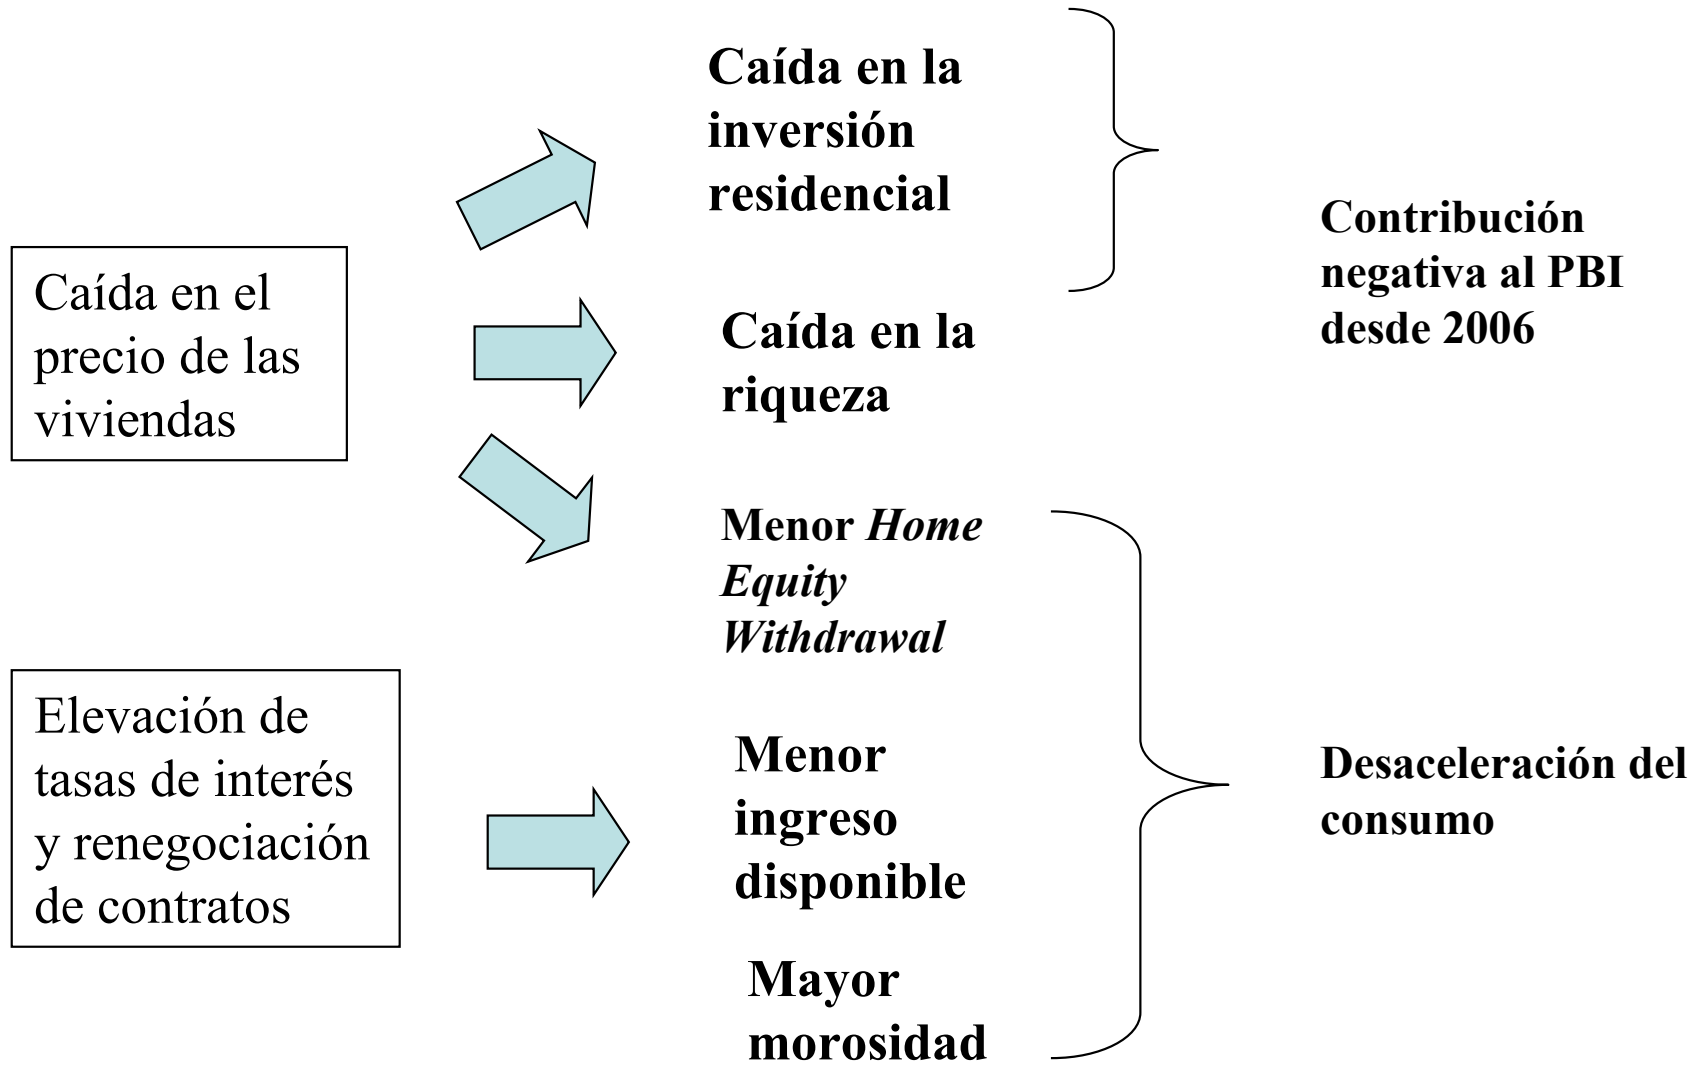 Caída en la
inversión
residencial
Contribución
negativa al PBI
desde 2006
Caída en el
precio de las
viviendas
Caída en la
riqueza
Menor Home
Equity
Withdrawal
Elevación de
tasas de interés
y renegociación
de contratos
Menor
ingreso
disponible
Desaceleración del
consumo
Mayor
morosidad